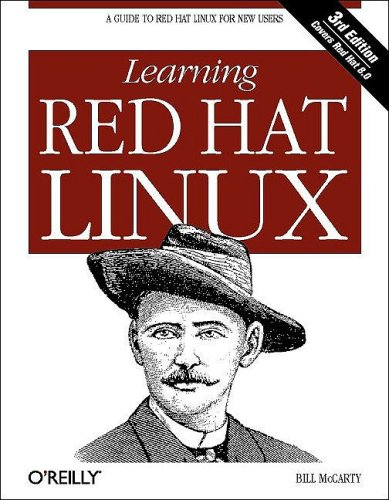 A GUIDE TO RED HAT LINUX FOR NEW USERS
3rd Edition
Covers Red Hat 8.0
Learning
RED HAT
LINUX
O'REILLY®
BILL McCARTY